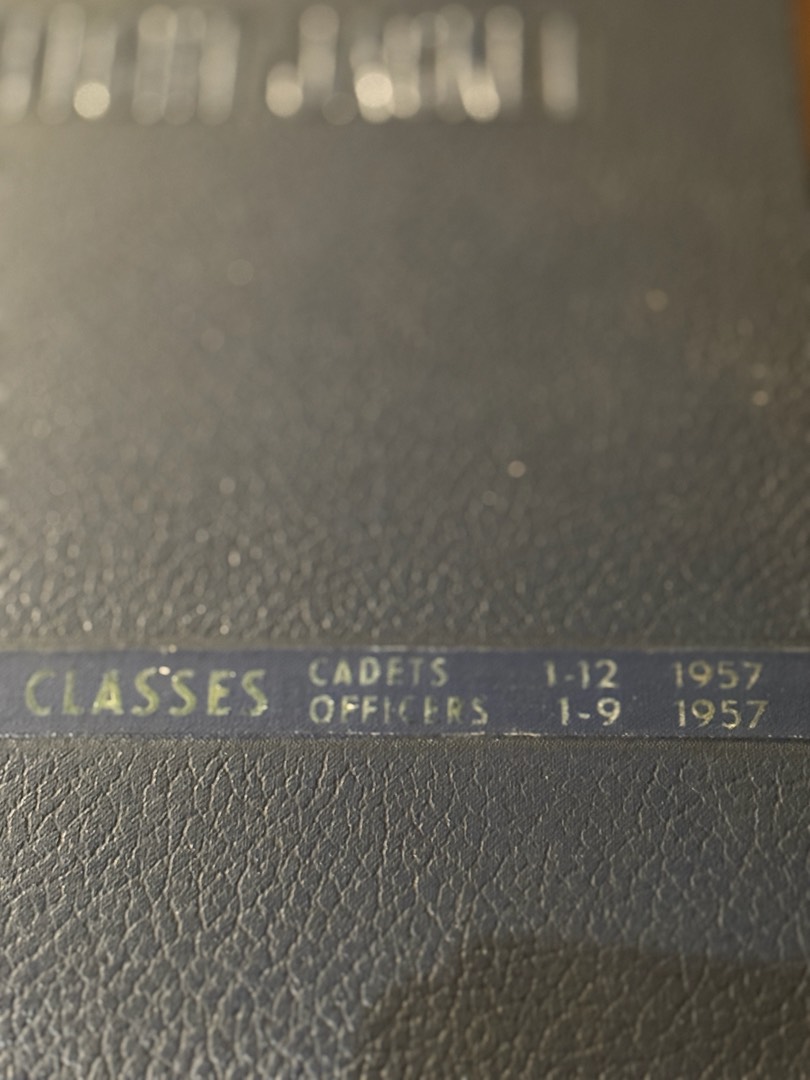 CLASSES
CADETS 1-12 1957
OFFICERS 1-9 1957